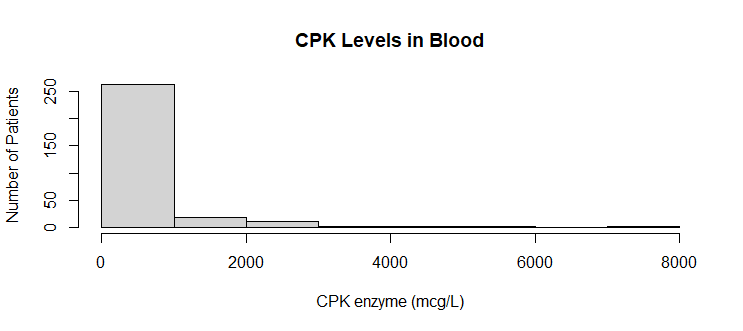 CPK Levels in Blood
Number of Patients
250
150
50
0
0 2000 4000 6000 8000
CPK enzyme (mcg/L)